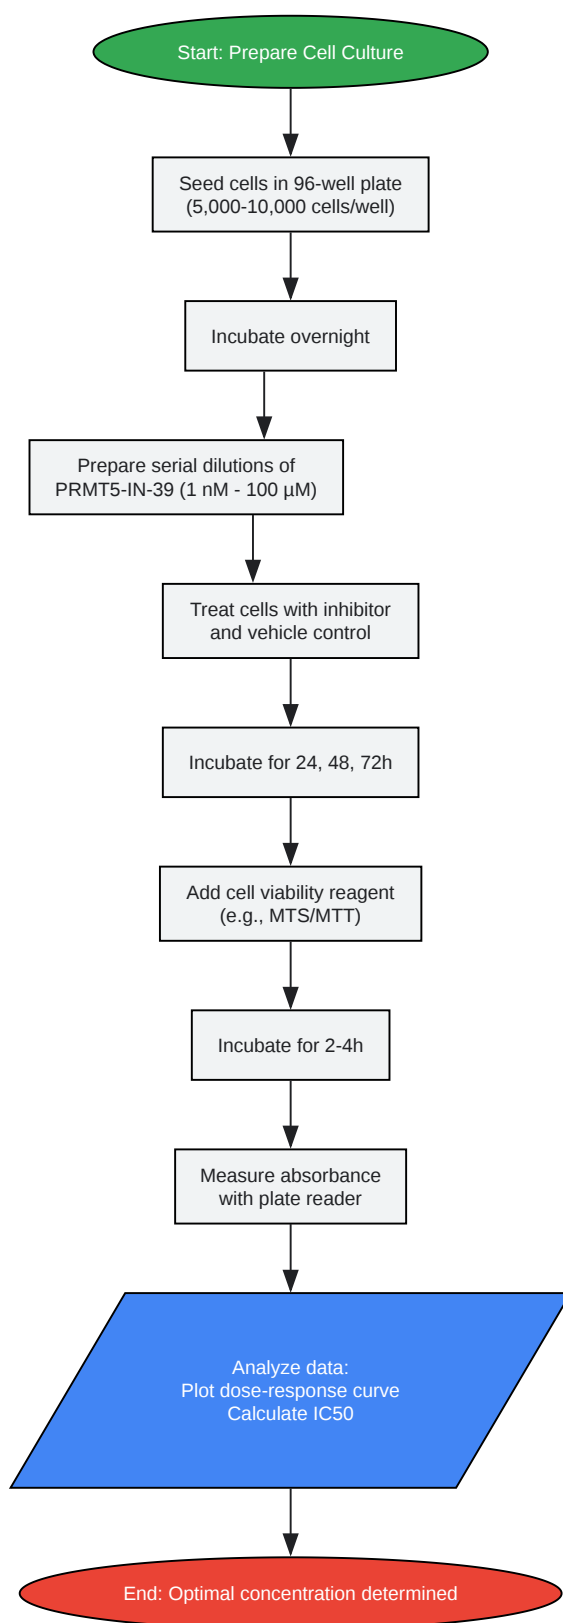 Start: Prepare Cell Culture
Seed cells in 96-well plate
(5,000-10,000 cells/well)
Incubate overnight
Prepare serial dilutions of
PRMT5-IN-39 (1 nM - 100 µM)
Treat cells with inhibitor
and vehicle control
Incubate for 24, 48, 72h
Add cell viability reagent
(e.g., MTS/MTT)
Incubate for 2-4h
Measure absorbance
with plate reader
Analyze data:
Plot dose-response curve
Calculate IC50
End: Optimal concentration determined